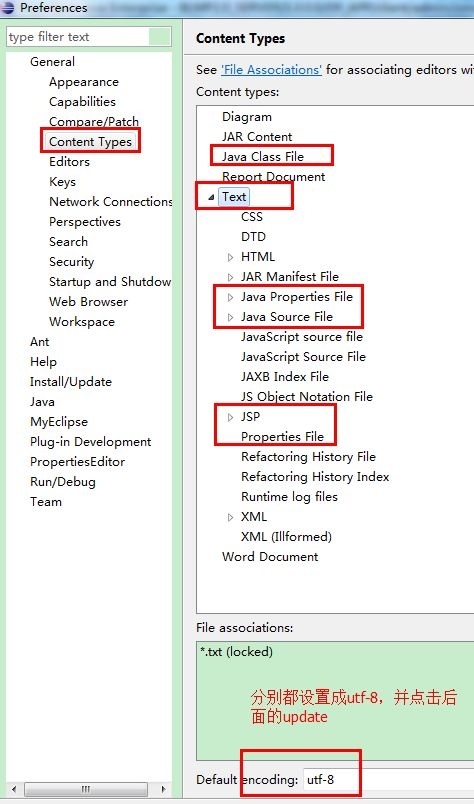 Preferences
type filter text
General
Appearance
Capabilities
Compare/Patch
Content Types
Editors
Keys
Network Connections
Perspectives
Search
Security
Startup and Shutdow
Web Browser
Workspace
Ant
Help
Install/Update
Java
MyEclipse
Plug-in Development
PropertiesEditor
Run/Debug
Team
Content Types
See 'File Associations' for associating editors wi
Content types:
Diagram
JAR Content
Java Class File
Report Document
Text
CSS
DTD
HTML
JAR Manifest File
Java Properties File
Java Source File
JavaScript source file
JavaScript Source File
JAXB Index File
JS Object Notation File
JSP
Properties File
Refactoring History File
Refactoring History Index
Runtime log files
XML
XML (Illformed)
Word Document
File associations:
*.txt (locked)
分别都设置成utf-8，并点击后
面的update
Default encoding: utf-8